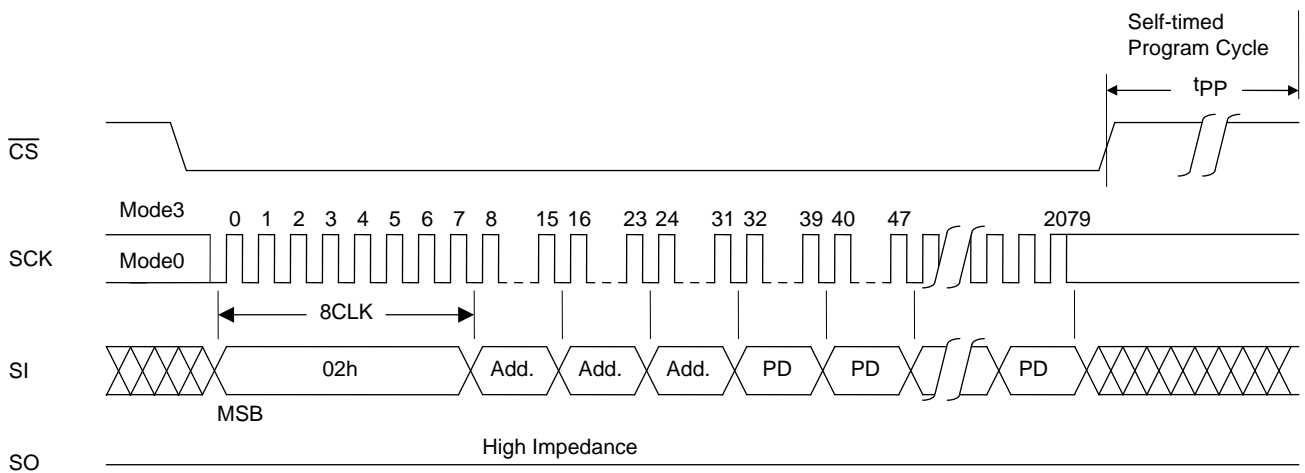 Self-timed
Program Cycle
tPP
CS
Mode3
0 1 2 3 4 5 6 7 8 15 16 23 24 31 32 39 40 47 2079
SCK
Mode0
8CLK
SI
02h Add. Add. Add. PD PD PD
MSB
High Impedance
SO